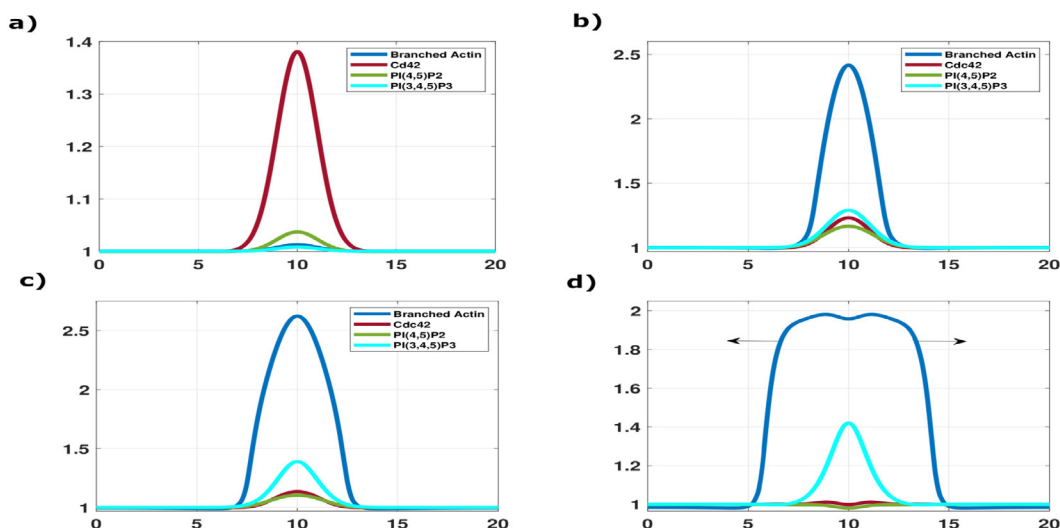 a)
1.4
1.3
1.2
1.1
1
0
5
10
15
20
Branched Actin
Cd42
PI(4,5)P2
PI(3,4,5)P3
b)
2.5
2
1.5
1
0
5
10
15
20
Branched Actin
Cdc42
PI(4,5)P2
PI(3,4,5)P3
c)
2.5
2
1.5
1
0
5
10
15
20
Branched Actin
Cdc42
PI(4,5)P2
PI(3,4,5)P3
d)
2
1.8
1.6
1.4
1.2
1
0
5
10
15
20